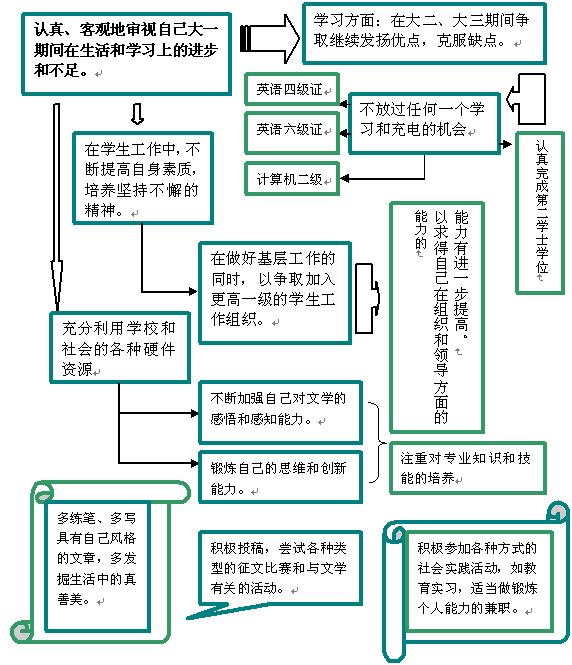 认真、客观地审视自己大一
期间在生活和学习上的进步
和不足。
学习方面：在大二、大三期间争
取继续发扬优点，克服缺点。
英语四级证
英语六级证
计算机二级
不放过任何一个学
习和充电的机会
认真完成第二学士学位
在学生工作中，不
断提高自身素质，
培养坚持不懈的
精神。
在做好基层工作的
同时，以争取加入
更高一级的学生工
作组织。
能力有进一步提高。
以求得自己在组织和领导方面的
能力的
充分利用学校和
社会的各种硬件
资源
不断加强自己对文学的
感悟和感知能力。
锻炼自己的思维和创新
能力。
注重对专业知识和技
能的培养
多练笔、多写
具有自己风格
的文章，多发
掘生活中的真
善美。
积极投稿，尝试各种类
型的征文比赛和与文学
有关的活动。
积极参加各种方式的
社会实践活动，如教
育实习，适当做锻炼
个人能力的兼职。